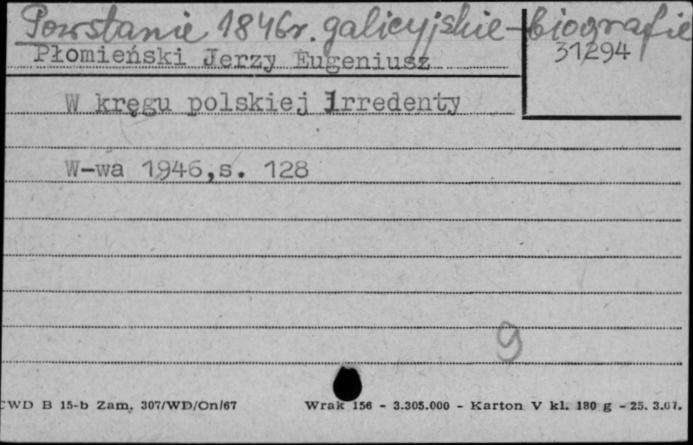 Powstanie 1846r. galicyjskie - biografie
Płomieński Jerzy Eugeniusz
31294
W kręgu polskiej Irredenty
W-wa 1946,s. 128
9
CWD B 15-b Zam. 307/WD/On/67 Wrak 156 - 3.305.000 - Karton V kl. 180 g - 25. 3.67.